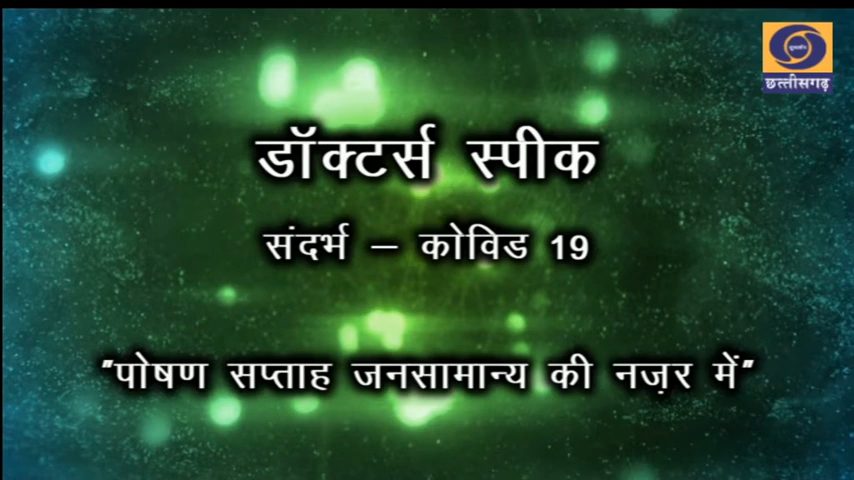 छत्तीसगढ़
डॉक्टर्स स्पीक
संदर्भ – कोविड 19
"पोषण सप्ताह जनसामान्य की नज़र में"